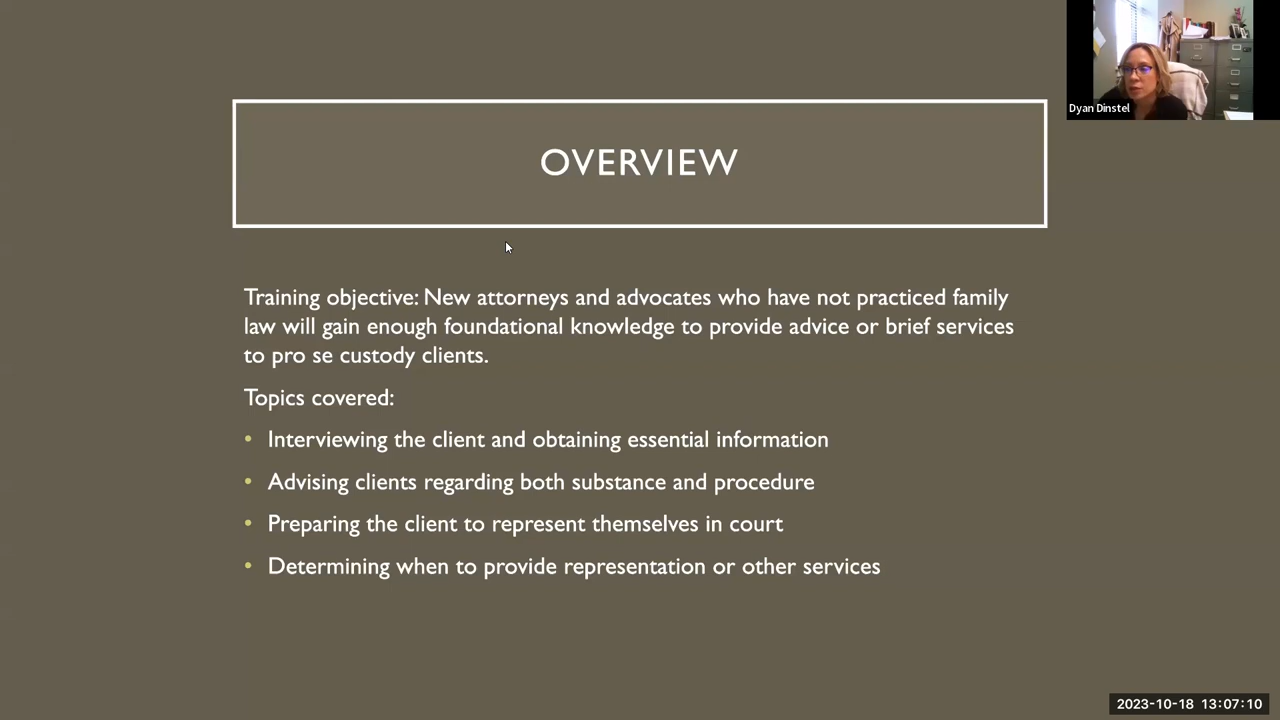 Dyan Dinstel
OVERVIEW
Training objective: New attorneys and advocates who have not practiced family
law will gain enough foundational knowledge to provide advice or brief services
to pro se custody clients.
Topics covered:
• Interviewing the client and obtaining essential information
• Advising clients regarding both substance and procedure
• Preparing the client to represent themselves in court
• Determining when to provide representation or other services
2023-10-18 13:07:10